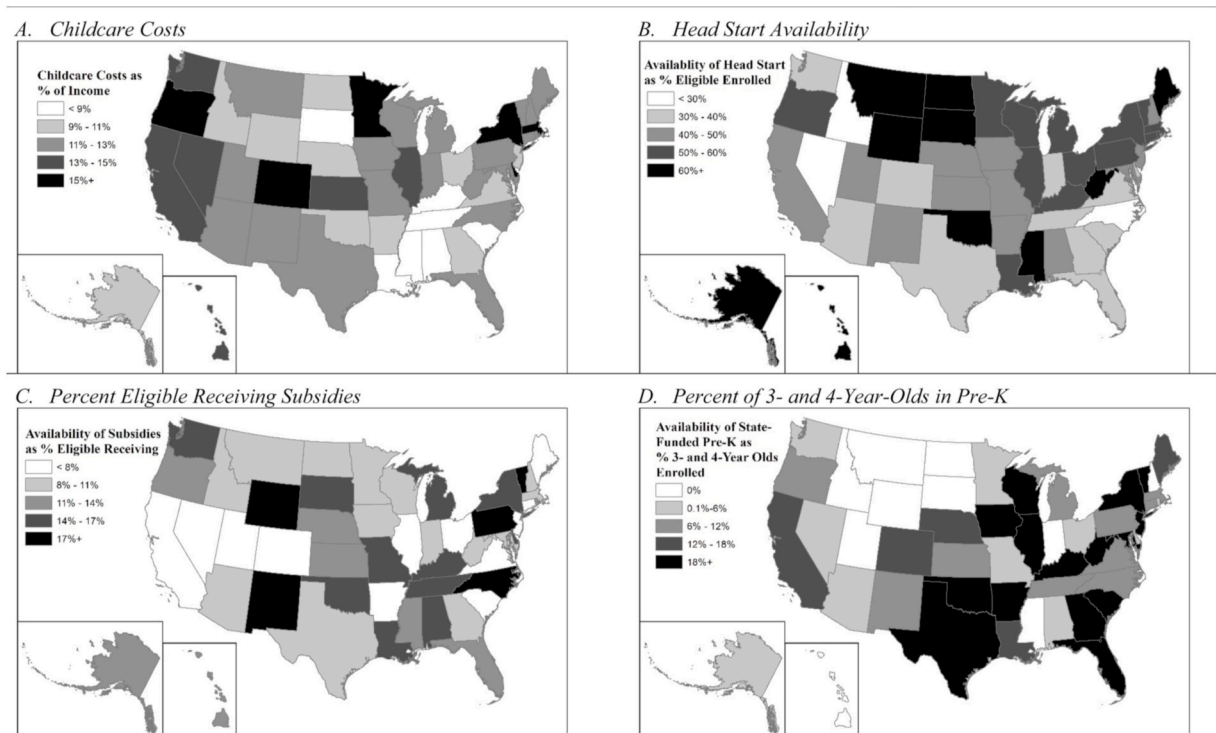 A. Childcare Costs
Childcare Costs as
% of Income
< 9%
9% - 11%
11% - 13%
13% - 15%
15%+
B. Head Start Availability
Availablity of Head Start
as % Eligible Enrolled
< 30%
30% - 40%
40% - 50%
50% - 60%
60%+
C. Percent Eligible Receiving Subsidies
Availability of Subsidies
as % Eligible Receiving
< 8%
8% - 11%
11% - 14%
14% - 17%
17%+
D. Percent of 3- and 4-Year-Olds in Pre-K
Availability of State-
Funded Pre-K as
% 3- and 4-Year Olds
Enrolled
0%
0.1%-6%
6% - 12%
12% - 18%
18%+